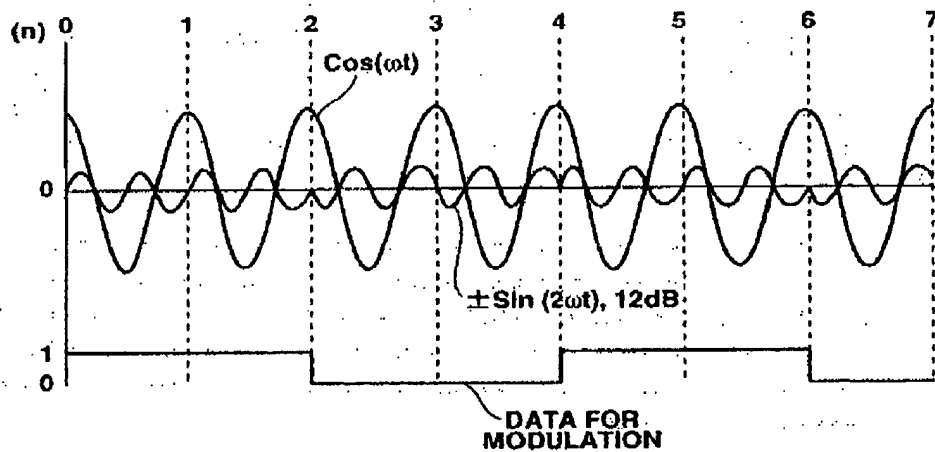 (n) 0 1 2 3 4 5 6 7
Cos(ωt)
0
±Sin (2ωt), 12dB
1
0
DATA FOR
MODULATION